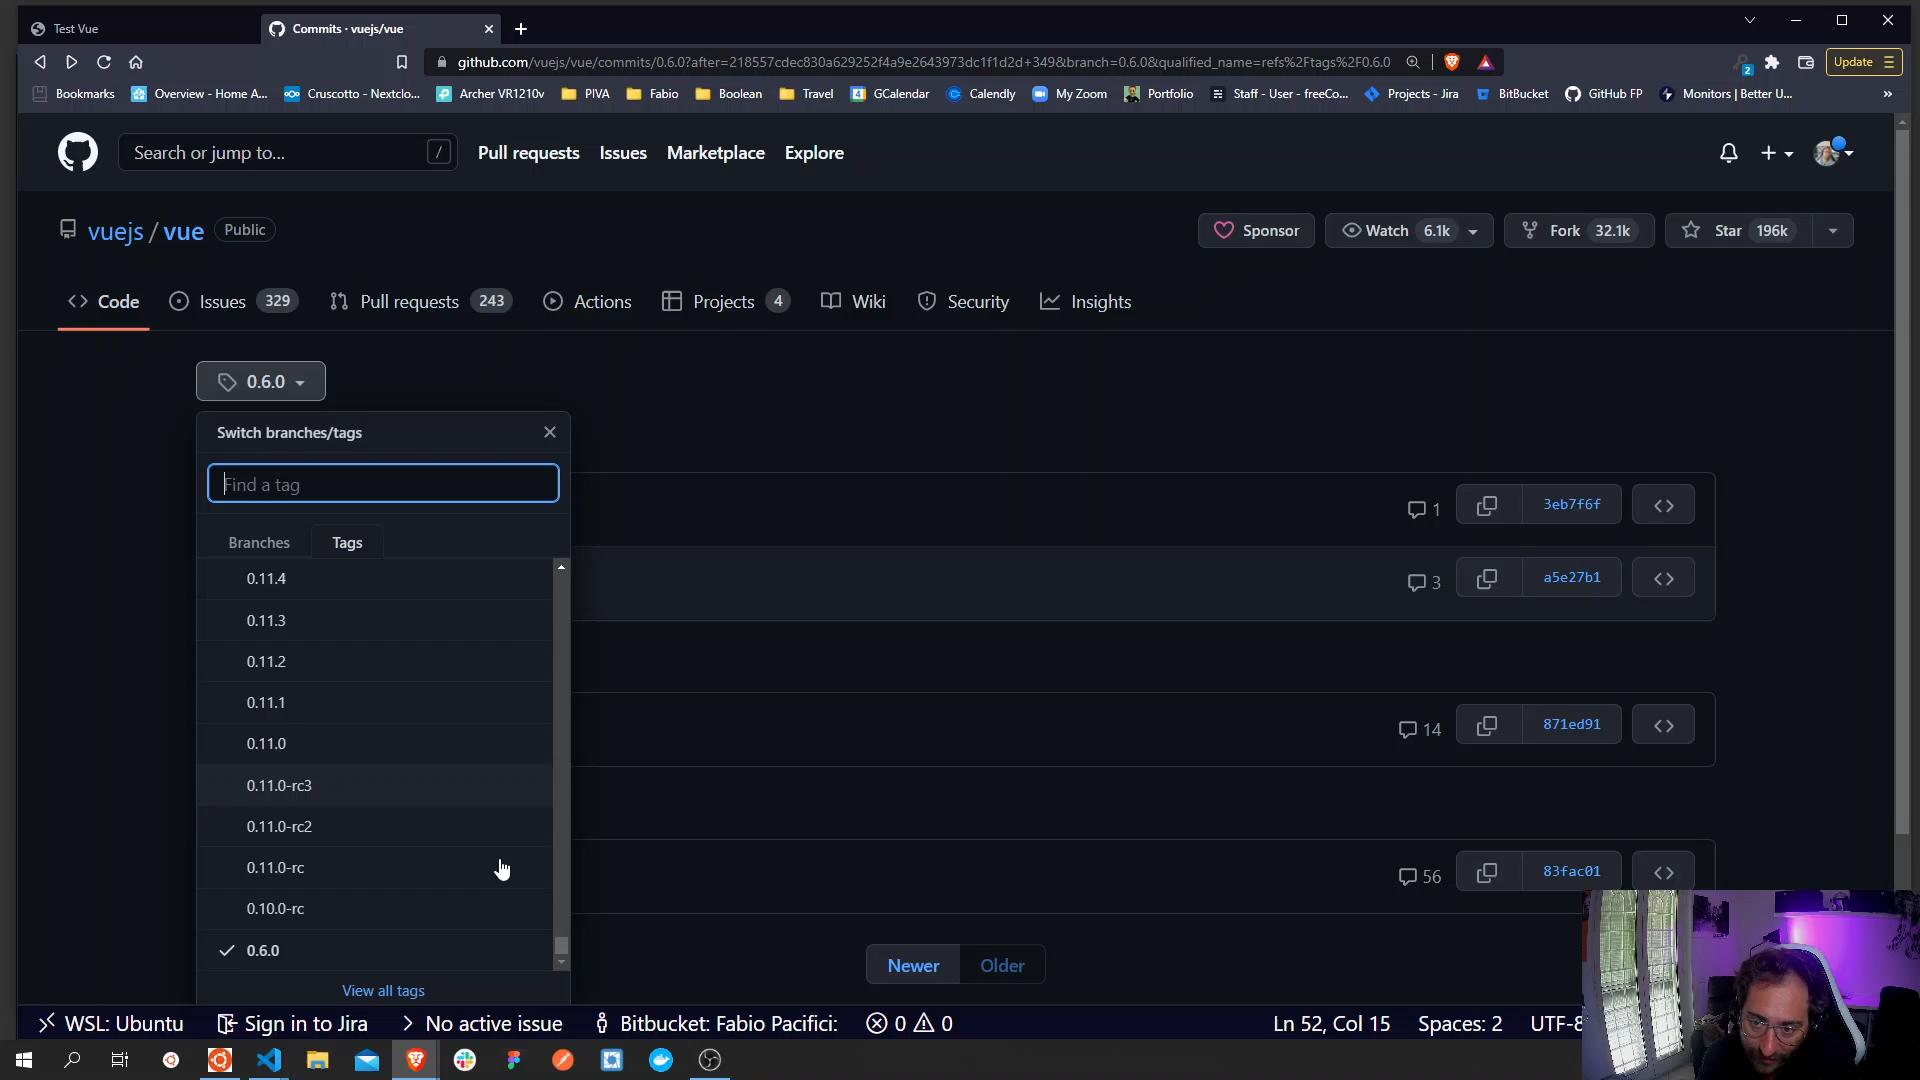 Test Vue
Commits · vuejs/vue
github.com/vuejs/vue/commits/0.6.0?after=218557cdec830a629252f4a9e2643973dc1f1d2d+349&branch=0.6.0&qualified_name=refs%2Ftags%2F0.6.0
2
Update
Bookmarks
Overview - Home A...
Cruscotto - Nextclo...
Archer VR1210v
PIVA
Fabio
Boolean
Travel
GCalendar
Calendly
My Zoom
Portfolio
Staff - User - freeCo...
Projects - Jira
BitBucket
GitHub FP
Monitors | Better U...
»
Search or jump to...
/
Pull requests
Issues
Marketplace
Explore
vuejs / vue
Public
Sponsor
Watch 6.1k
Fork 32.1k
Star 196k
Code
Issues 329
Pull requests 243
Actions
Projects 4
Wiki
Security
Insights
0.6.0
Switch branches/tags
Find a tag
Branches
Tags
0.11.4
0.11.3
0.11.2
0.11.1
0.11.0
0.11.0-rc3
0.11.0-rc2
0.11.0-rc
0.10.0-rc
0.6.0
View all tags
1
3eb7f6f
3
a5e27b1
14
871ed91
56
83fac01
Newer
Older
WSL: Ubuntu
Sign in to Jira
No active issue
Bitbucket: Fabio Pacifici:
0
0
Ln 52, Col 15
Spaces: 2
UTF-8